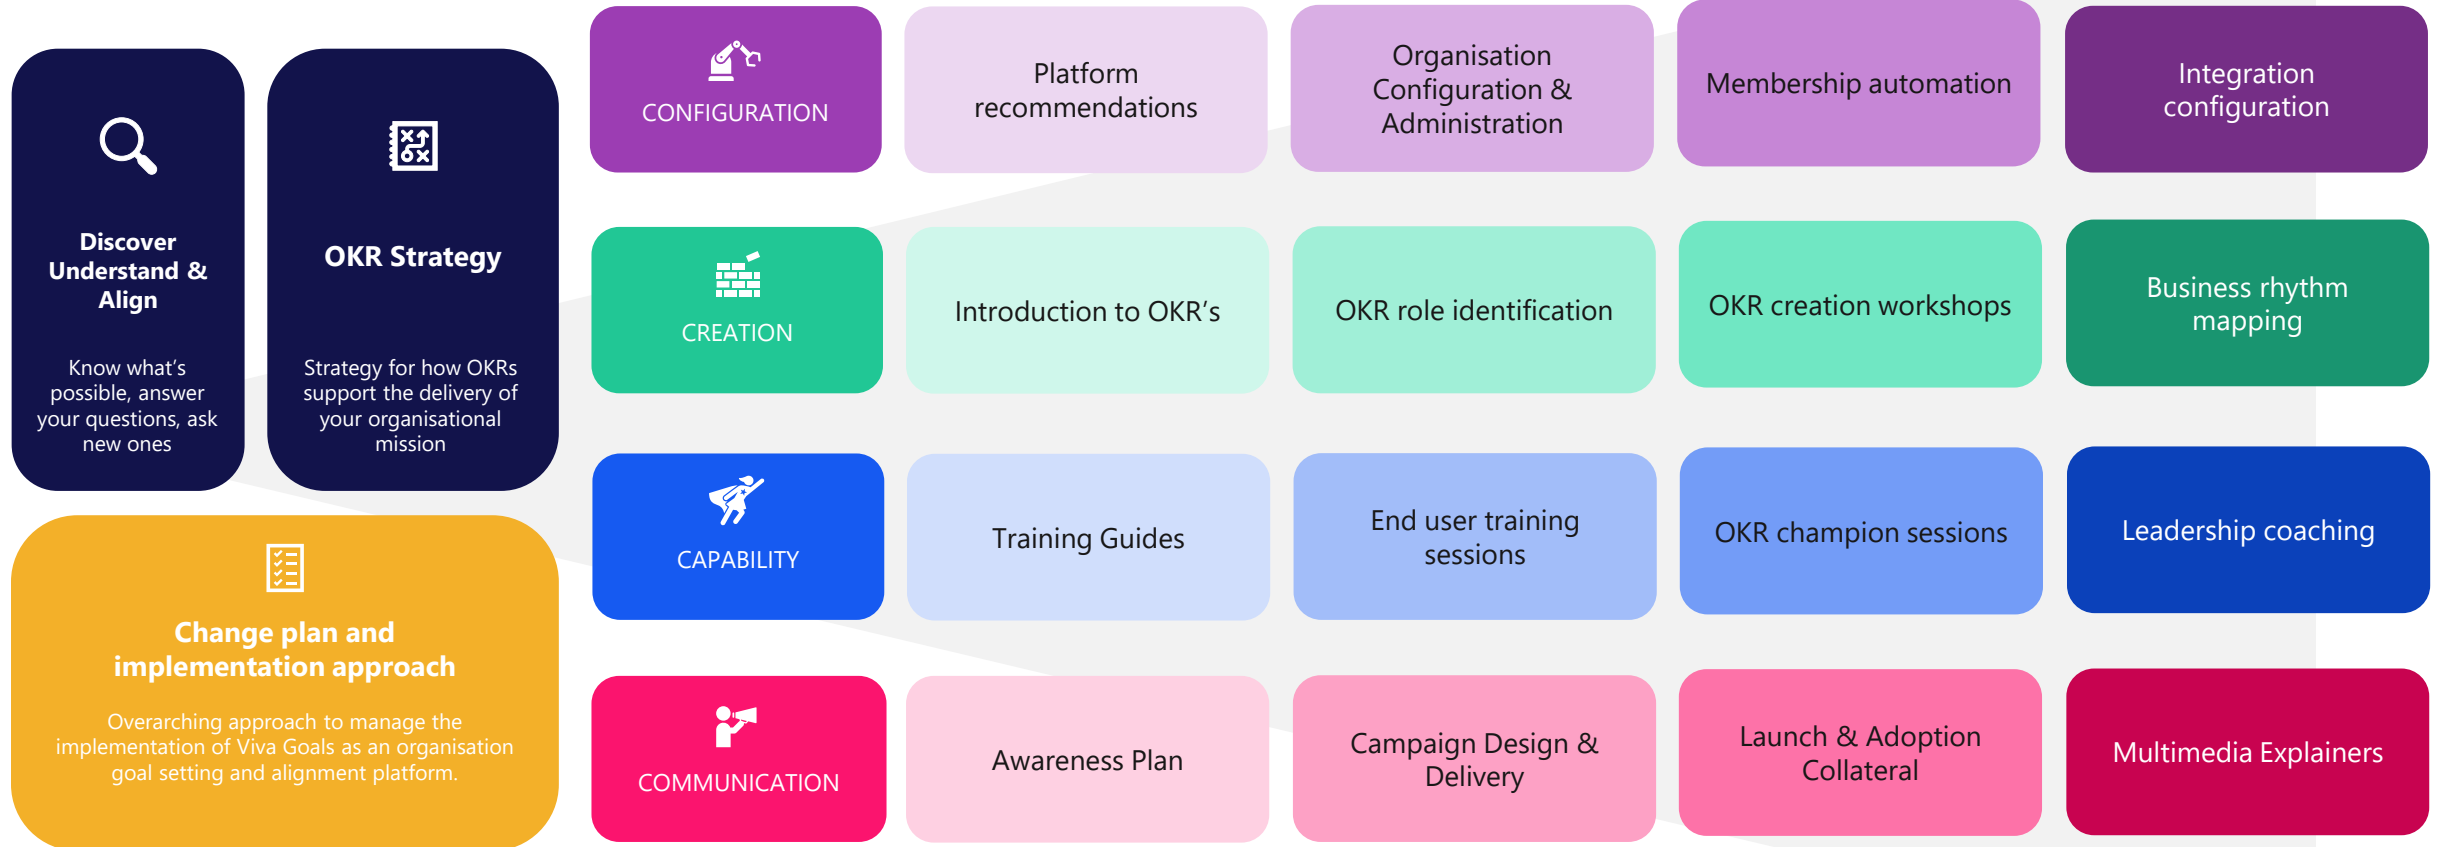 Discover
Understand &
Align
Know what's
possible, answer
your questions, ask
new ones
OKR Strategy
Strategy for how OKRs
support the delivery of
your organisational
mission
Change plan and
implementation approach
Overarching approach to manage the
implementation of Viva Goals as an organisation
goal setting and alignment platform.
CONFIGURATION
Platform
recommendations
Organisation
Configuration &
Administration
Membership automation
Integration
configuration
CREATION
Introduction to OKR's
OKR role identification
OKR creation workshops
Business rhythm
mapping
CAPABILITY
Training Guides
End user training
sessions
OKR champion sessions
Leadership coaching
COMMUNICATION
Awareness Plan
Campaign Design &
Delivery
Launch & Adoption
Collateral
Multimedia Explainers